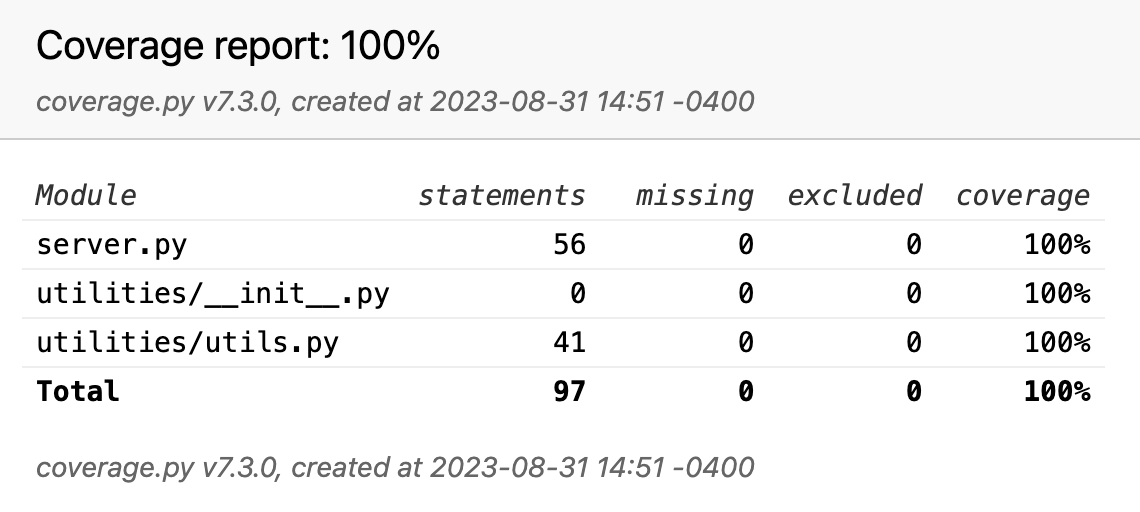 Coverage report: 100%
coverage.py v7.3.0, created at 2023-08-31 14:51 -0400
Module statements missing excluded coverage
server.py 56 0 0 100%
utilities/__init__.py 0 0 0 100%
utilities/utils.py 41 0 0 100%
Total 97 0 0 100%
coverage.py v7.3.0, created at 2023-08-31 14:51 -0400